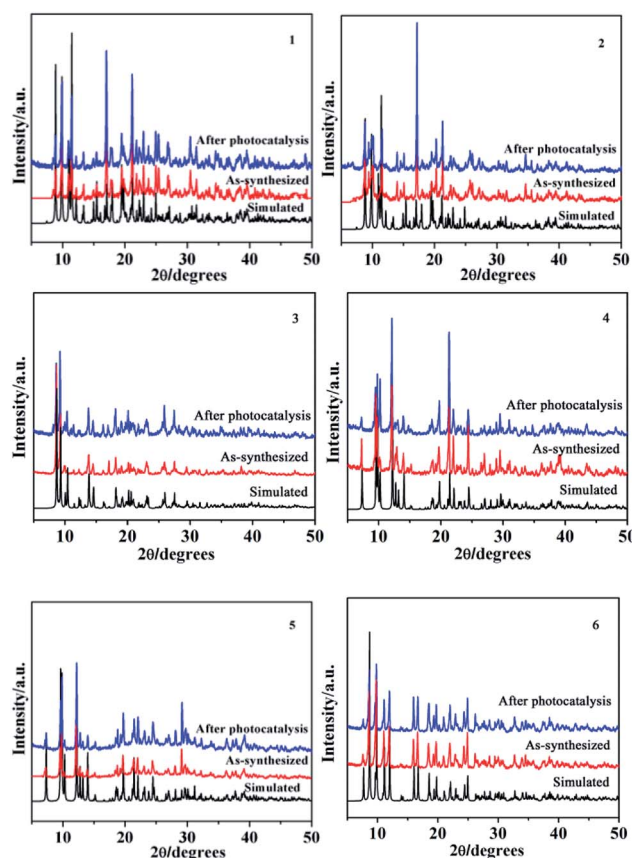 1
Intensity/a.u.
After photocatalysis
As-synthesized
Simulated
10 20 30 40 50
2θ/degrees
2
Intensity/a.u.
After photocatalysis
As-synthesized
Simulated
10 20 30 40 50
2θ/degrees
3
Intensity/a.u.
After photocatalysis
As-synthesized
Simulated
10 20 30 40 50
2θ/degrees
4
Intensity/a.u.
After photocatalysis
As-synthesized
Simulated
10 20 30 40 50
2θ/degrees
5
Intensity/a.u.
After photocatalysis
As-synthesized
Simulated
10 20 30 40 50
2θ/degrees
6
Intensity/a.u.
After photocatalysis
As-synthesized
Simulated
10 20 30 40 50
2θ/degrees